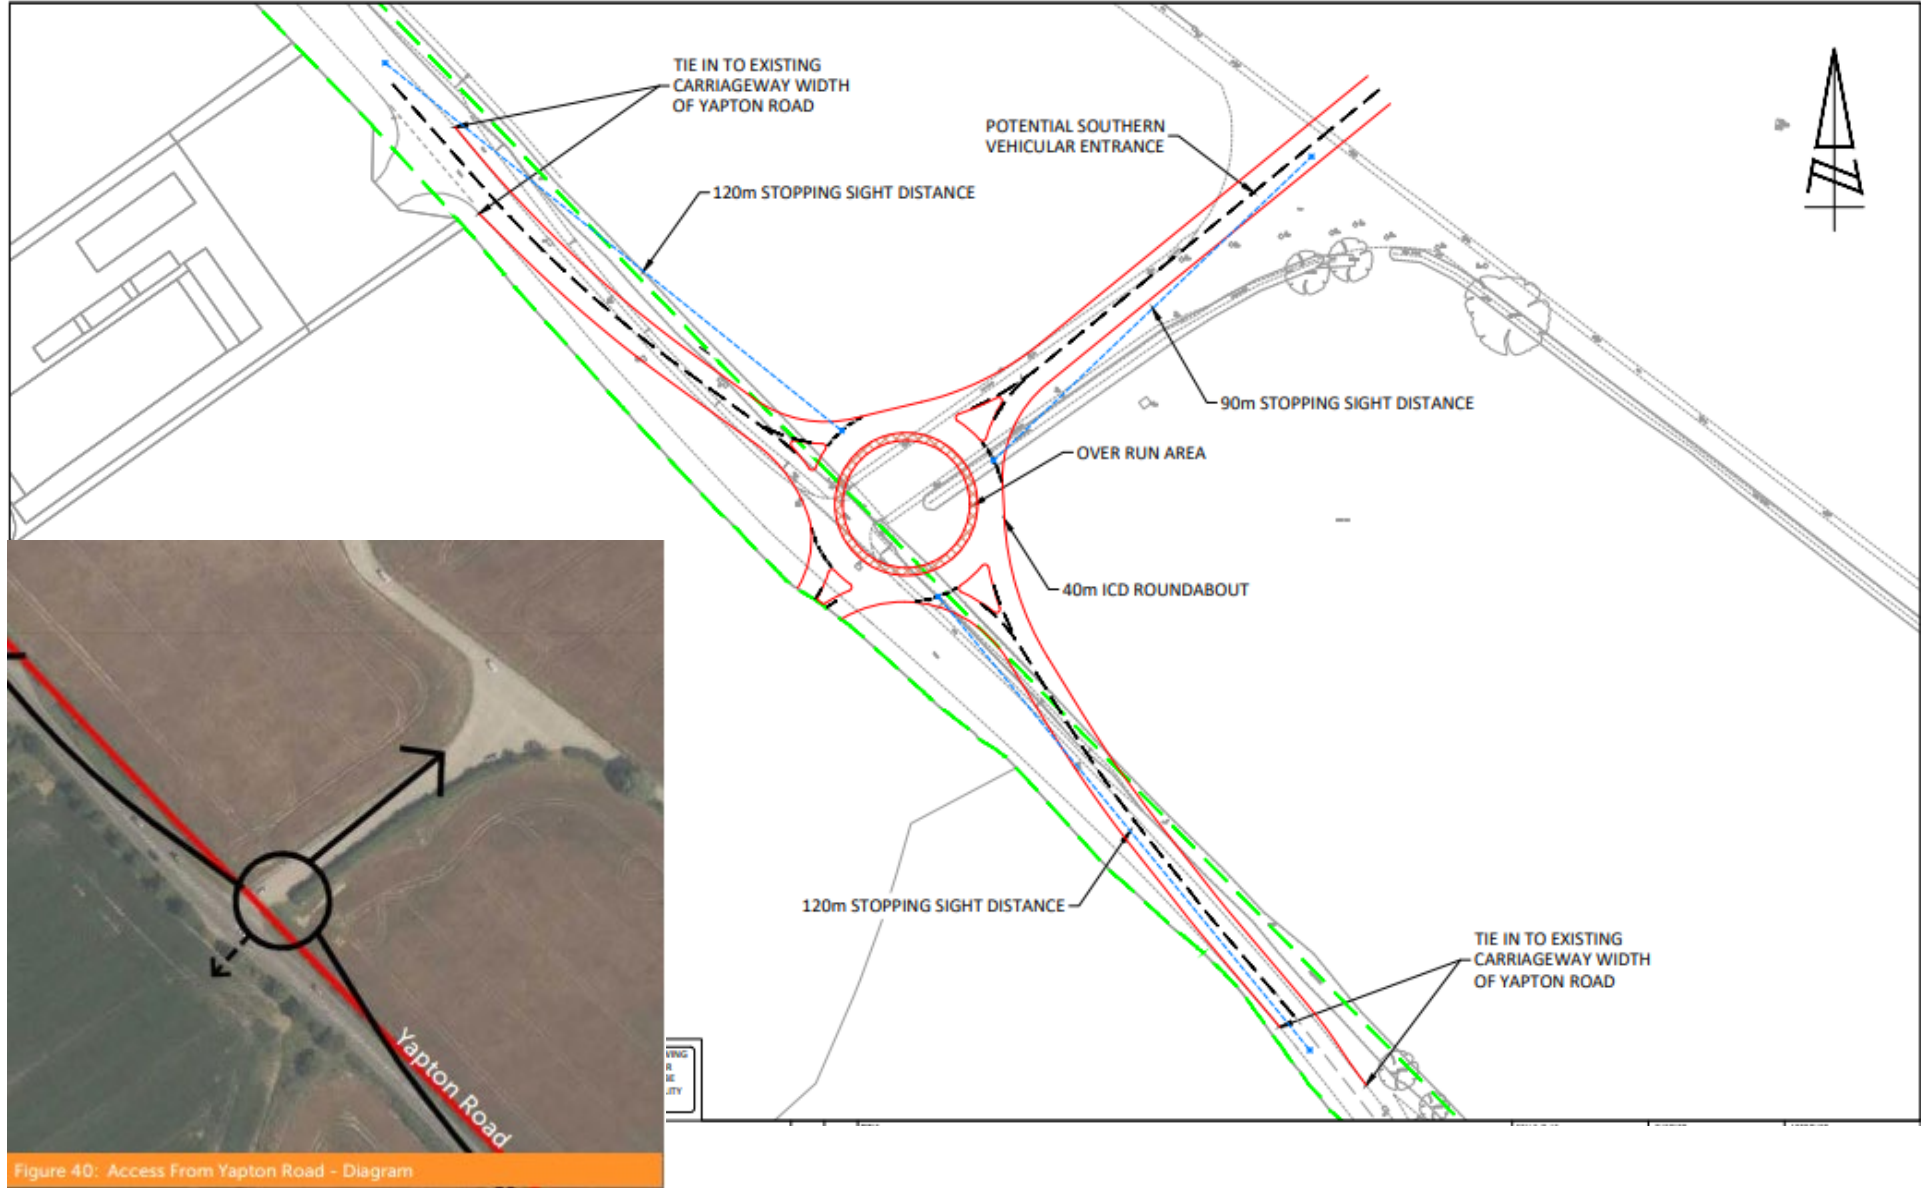 TIE IN TO EXISTING
CARRIAGEWAY WIDTH
OF YAPTON ROAD
POTENTIAL SOUTHERN
VEHICULAR ENTRANCE
120m STOPPING SIGHT DISTANCE
90m STOPPING SIGHT DISTANCE
OVER RUN AREA
40m ICD ROUNDABOUT
120m STOPPING SIGHT DISTANCE
TIE IN TO EXISTING
CARRIAGEWAY WIDTH
OF YAPTON ROAD
Yapton Road
Figure 40: Access From Yapton Road - Diagram